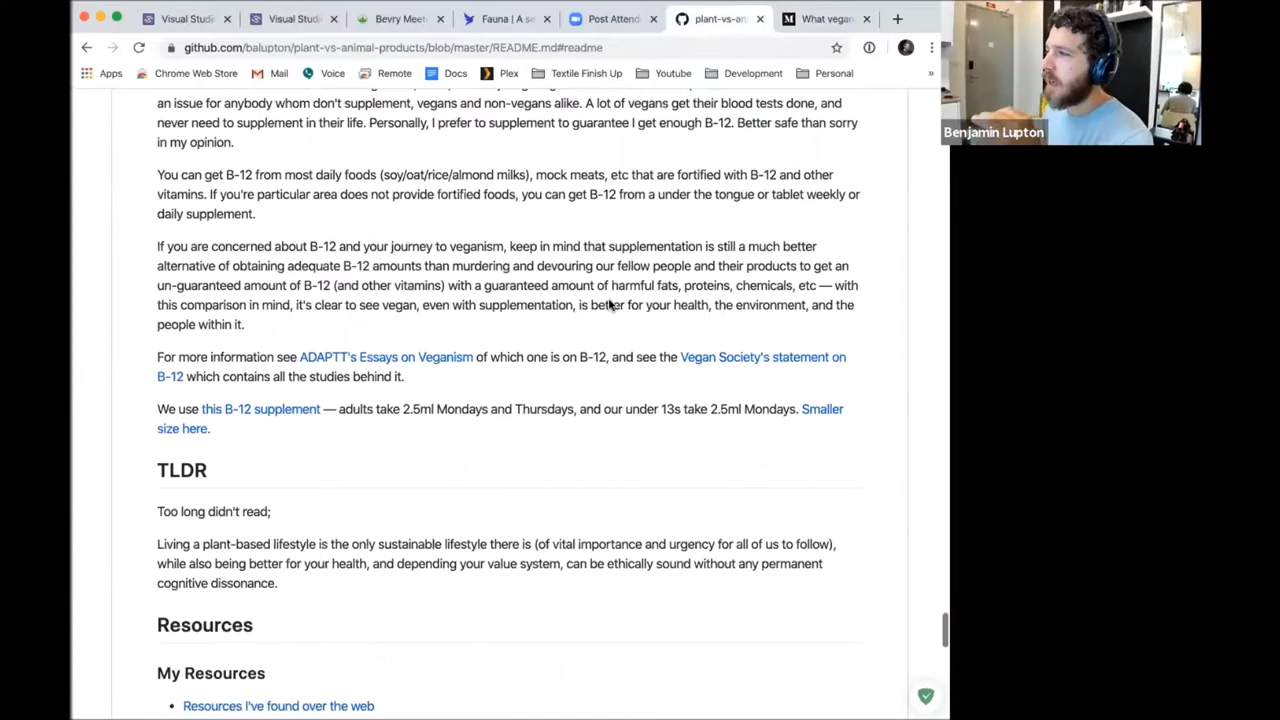 Visual Studi
Visual Studi
Bevry Meet
Fauna | A se
Post Attend
plant-vs-an
What vegan
github.com/balupton/plant-vs-animal-products/blob/master/README.md#readme
Apps
Chrome Web Store
Mail
Voice
Remote
Docs
Plex
Textile Finish Up
Youtube
Development
Personal
»
an issue for anybody whom don't supplement, vegans and non-vegans alike. A lot of vegans get their blood tests done, and
never need to supplement in their life. Personally, I prefer to supplement to guarantee I get enough B-12. Better safe than sorry
in my opinion.
You can get B-12 from most daily foods (soy/oat/rice/almond milks), mock meats, etc that are fortified with B-12 and other
vitamins. If you're particular area does not provide fortified foods, you can get B-12 from a under the tongue or tablet weekly or
daily supplement.
If you are concerned about B-12 and your journey to veganism, keep in mind that supplementation is still a much better
alternative of obtaining adequate B-12 amounts than murdering and devouring our fellow people and their products to get an
un-guaranteed amount of B-12 (and other vitamins) with a guaranteed amount of harmful fats, proteins, chemicals, etc — with
this comparison in mind, it's clear to see vegan, even with supplementation, is better for your health, the environment, and the
people within it.
For more information see ADAPTT's Essays on Veganism of which one is on B-12, and see the Vegan Society's statement on
B-12 which contains all the studies behind it.
We use this B-12 supplement — adults take 2.5ml Mondays and Thursdays, and our under 13s take 2.5ml Mondays. Smaller
size here.
TLDR
Too long didn't read;
Living a plant-based lifestyle is the only sustainable lifestyle there is (of vital importance and urgency for all of us to follow),
while also being better for your health, and depending your value system, can be ethically sound without any permanent
cognitive dissonance.
Resources
My Resources
• Resources I've found over the web
Benjamin Lupton